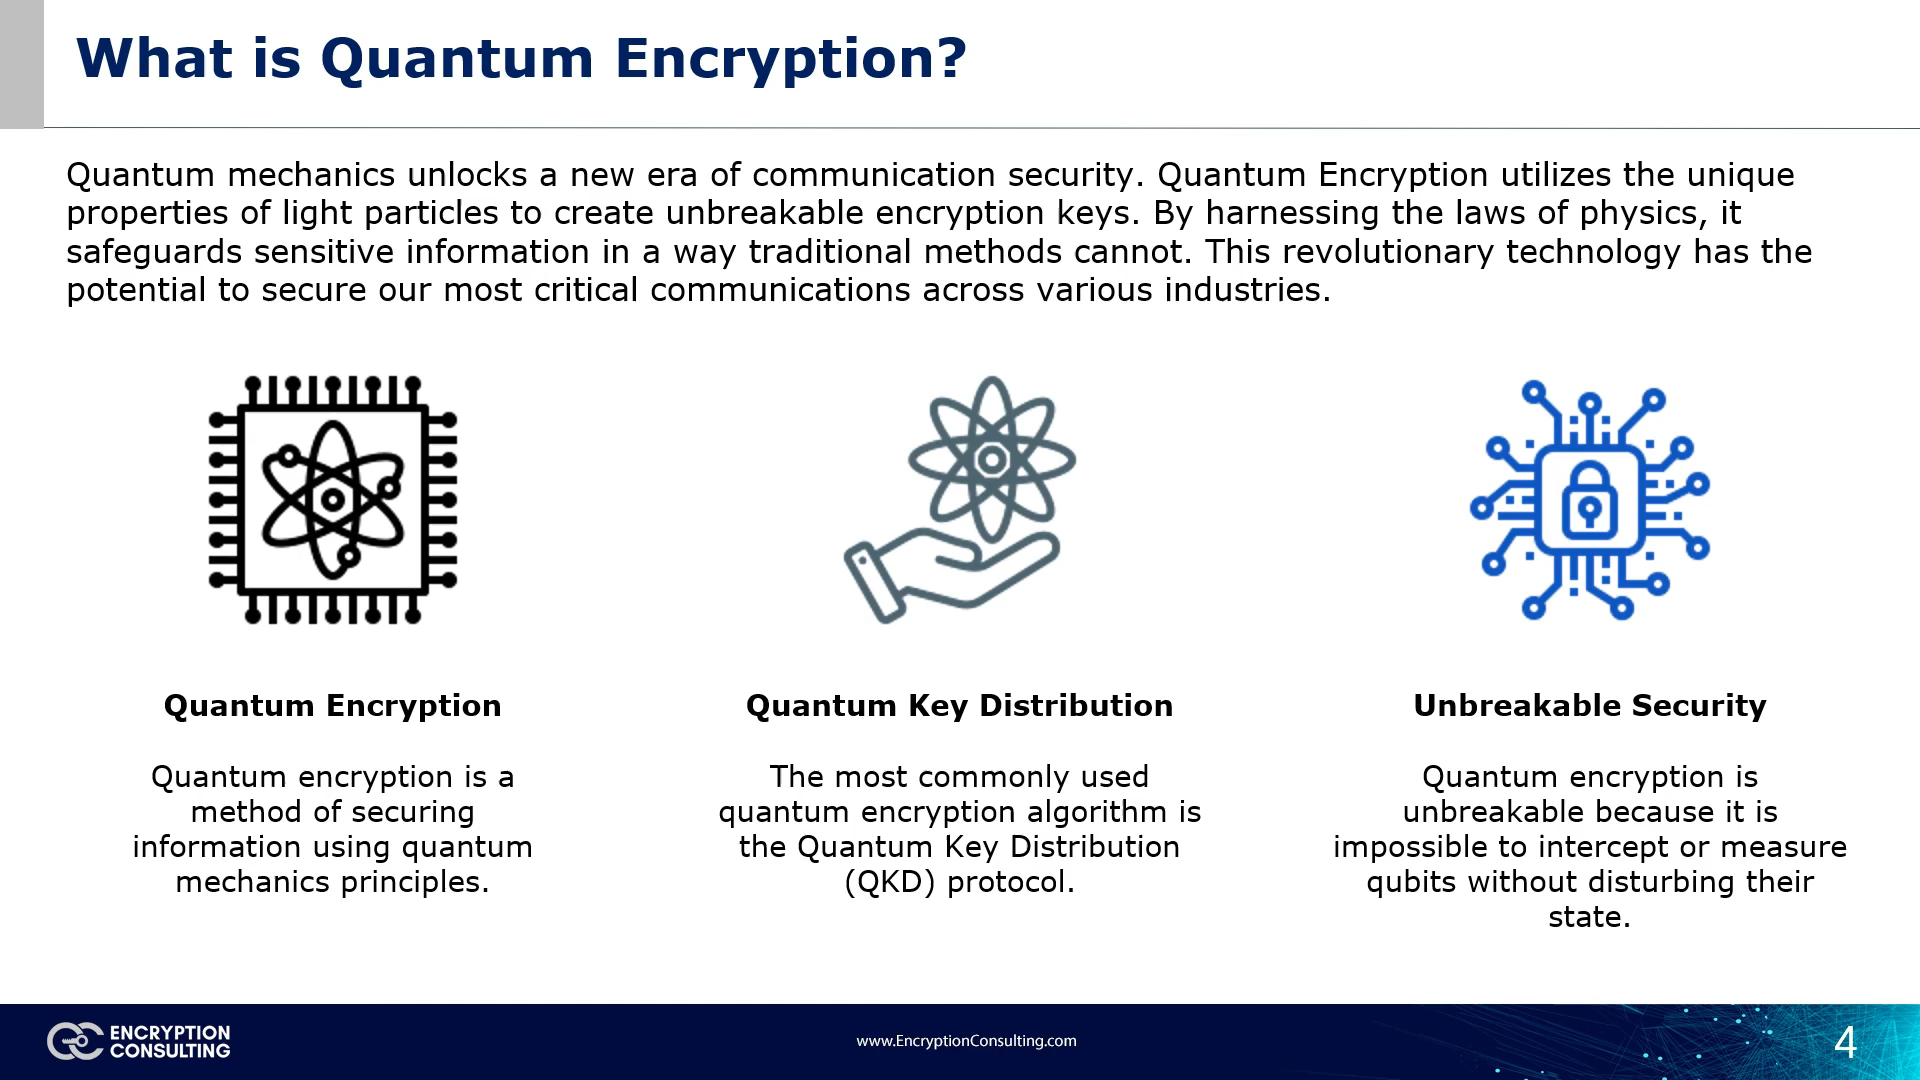 What is Quantum Encryption?
Quantum mechanics unlocks a new era of communication security. Quantum Encryption utilizes the unique
properties of light particles to create unbreakable encryption keys. By harnessing the laws of physics, it
safeguards sensitive information in a way traditional methods cannot. This revolutionary technology has the
potential to secure our most critical communications across various industries.
Quantum Encryption
Quantum encryption is a
method of securing
information using quantum
mechanics principles.
Quantum Key Distribution
The most commonly used
quantum encryption algorithm is
the Quantum Key Distribution
(QKD) protocol.
Unbreakable Security
Quantum encryption is
unbreakable because it is
impossible to intercept or measure
qubits without disturbing their
state.
ENCRYPTION
CONSULTING
www.EncryptionConsulting.com
4